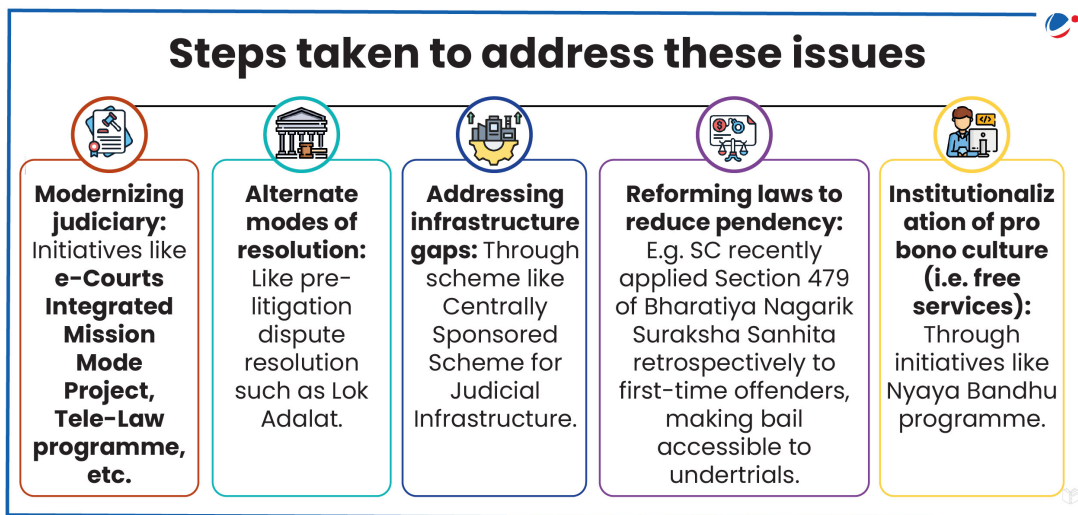 Steps taken to address these issues
Modernizing
judiciary:
Initiatives like
e-Courts
Integrated
Mission
Mode
Project,
Tele-Law
programme,
etc.
Alternate
modes of
resolution:
Like pre-
litigation
dispute
resolution
such as Lok
Adalat.
Addressing
infrastructure
gaps: Through
scheme like
Centrally
Sponsored
Scheme for
Judicial
Infrastructure.
Reforming laws to
reduce pendency:
E.g. SC recently
applied Section 479
of Bharatiya Nagarik
Suraksha Sanhita
retrospectively to
first-time offenders,
making bail
accessible to
undertrials.
Institutionaliz
ation of pro
bono culture
(i.e. free
services):
Through
initiatives like
Nyaya Bandhu
programme.